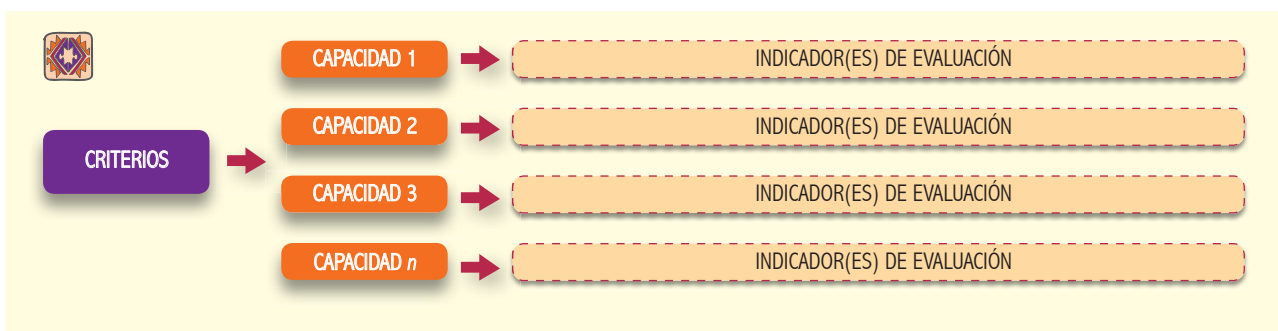 CRITERIOS
CAPACIDAD 1
INDICADOR(ES) DE EVALUACIÓN
CAPACIDAD 2
INDICADOR(ES) DE EVALUACIÓN
CAPACIDAD 3
INDICADOR(ES) DE EVALUACIÓN
CAPACIDAD n
INDICADOR(ES) DE EVALUACIÓN